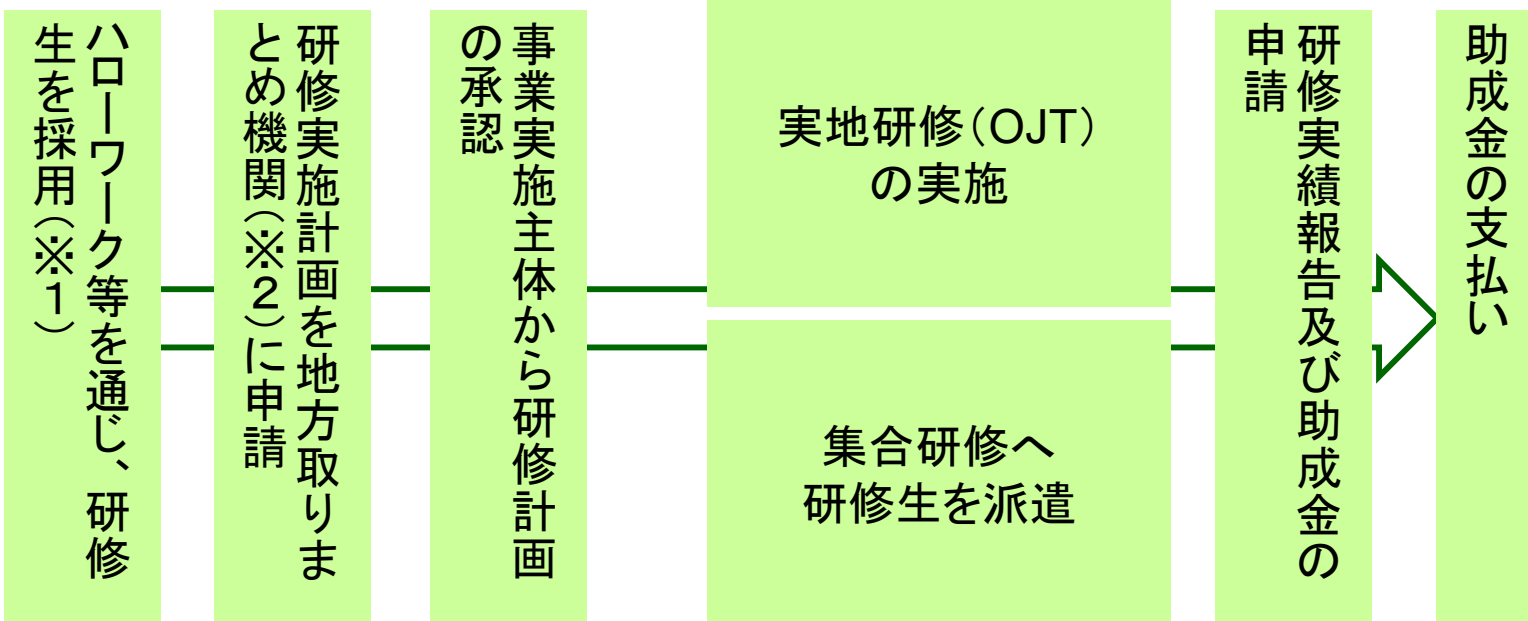 ハローワーク等を通じ、研修
生を採用（※１）
研修実施計画を地方取りま
とめ機関（※２）に申請
事業実施主体から研修計画
の承認
実地研修（OJT）
の実施
集合研修へ
研修生を派遣
研修実績報告及び助成金の
申請
助成金の支払い